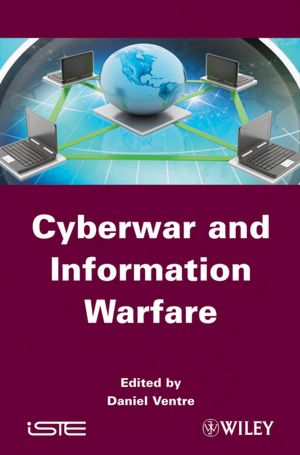 Cyberwar and
Information
Warfare
Edited by
Daniel Ventre
iSTE
WILEY